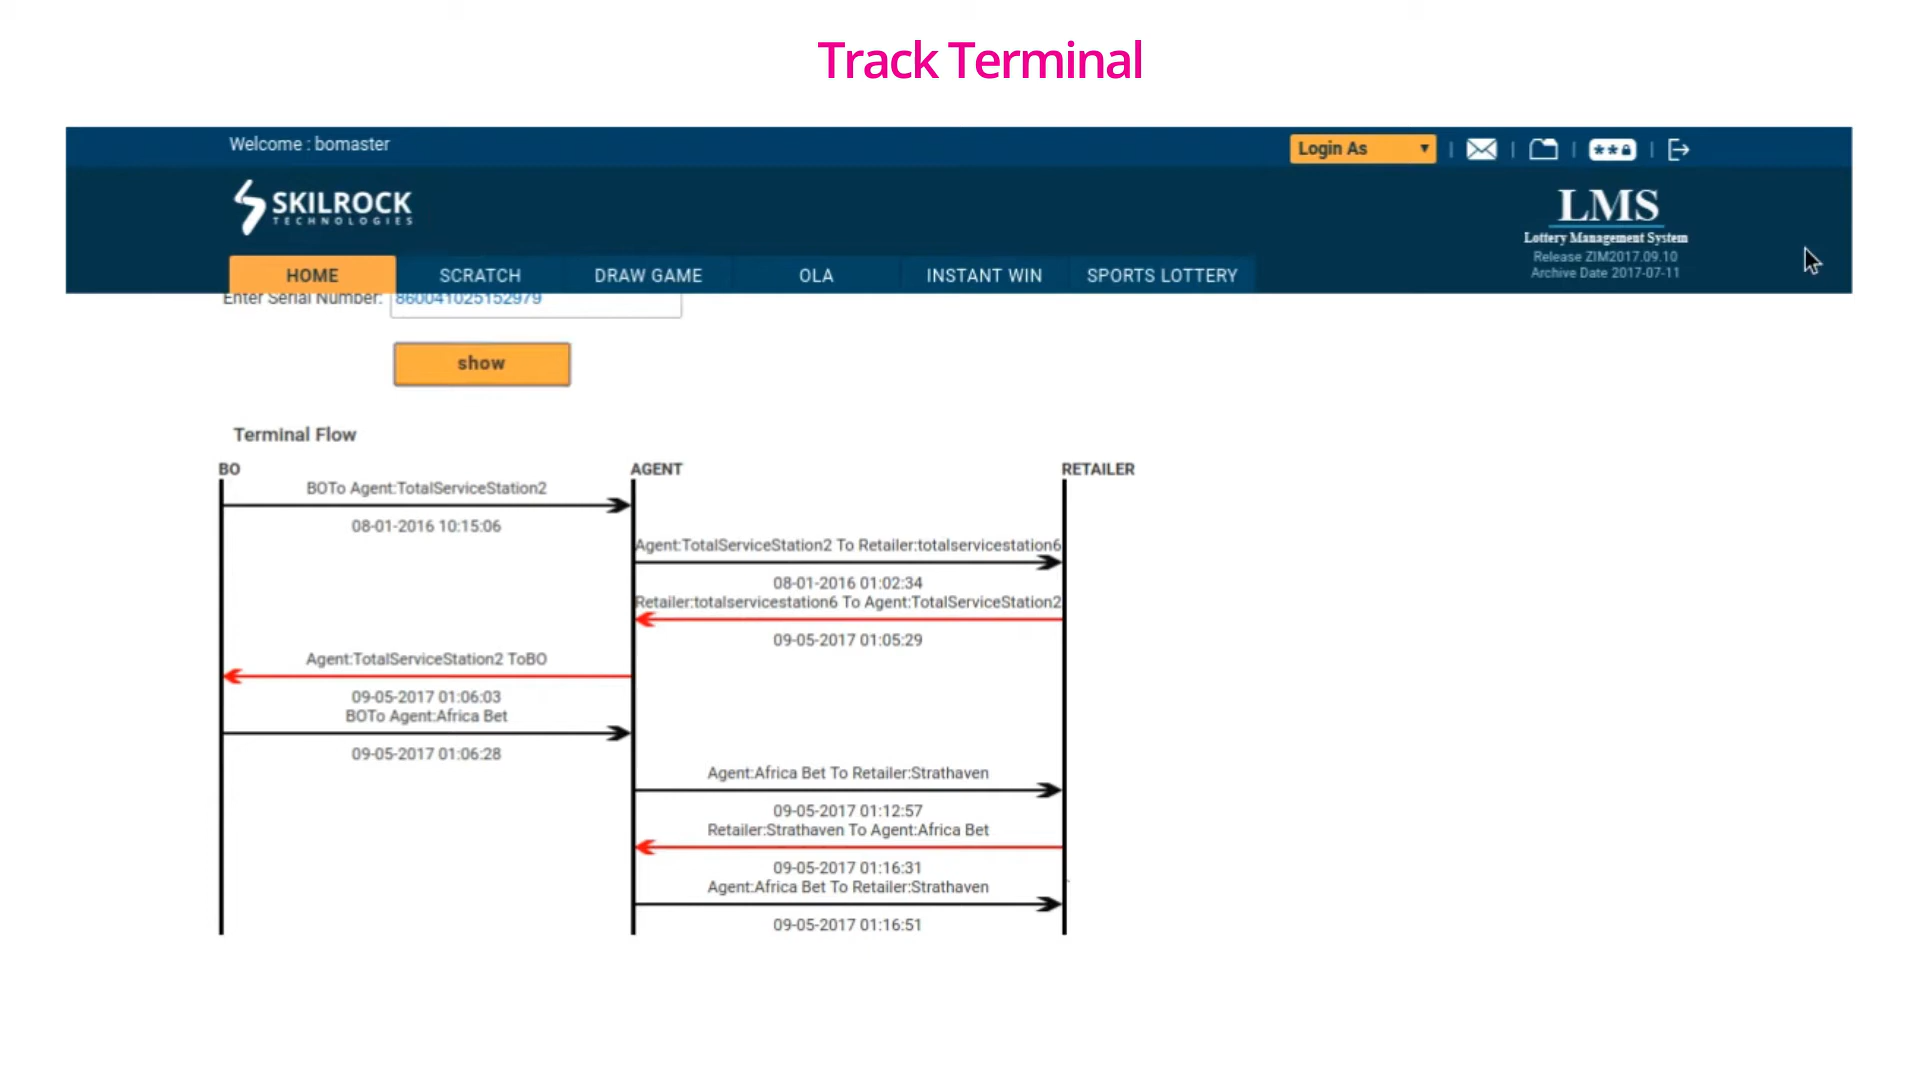 Track Terminal
Welcome : bomaster
Login As
SKILROCK
TECHNOLOGIES
LMS
Lottery Management System
Release ZIM2017.09.10
Archive Date 2017-07-11
HOME SCRATCH DRAW GAME OLA INSTANT WIN SPORTS LOTTERY
Enter Serial Number: 860041025152979
show
Terminal Flow
BO AGENT RETAILER
BOTo Agent:TotalServiceStation2
08-01-2016 10:15:06
Agent:TotalServiceStation2 To Retailer:totalservicestation6
08-01-2016 01:02:34
Retailer:totalservicestation6 To Agent:TotalServiceStation2
09-05-2017 01:05:29
Agent:TotalServiceStation2 ToBO
09-05-2017 01:06:03
BOTo Agent:Africa Bet
09-05-2017 01:06:28
Agent:Africa Bet To Retailer:Strathaven
09-05-2017 01:12:57
Retailer:Strathaven To Agent:Africa Bet
09-05-2017 01:16:31
Agent:Africa Bet To Retailer:Strathaven
09-05-2017 01:16:51